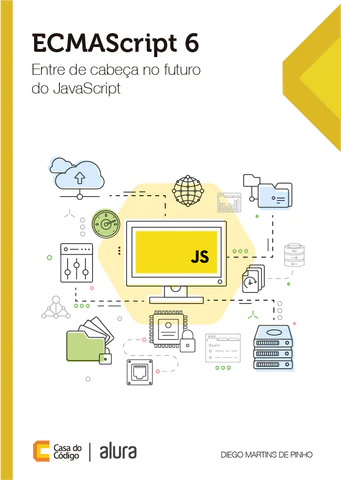 ECMAScript 6
Entre de cabeça no futuro
do JavaScript
JS
Casa do
Código
alura
DIEGO MARTINS DE PINHO